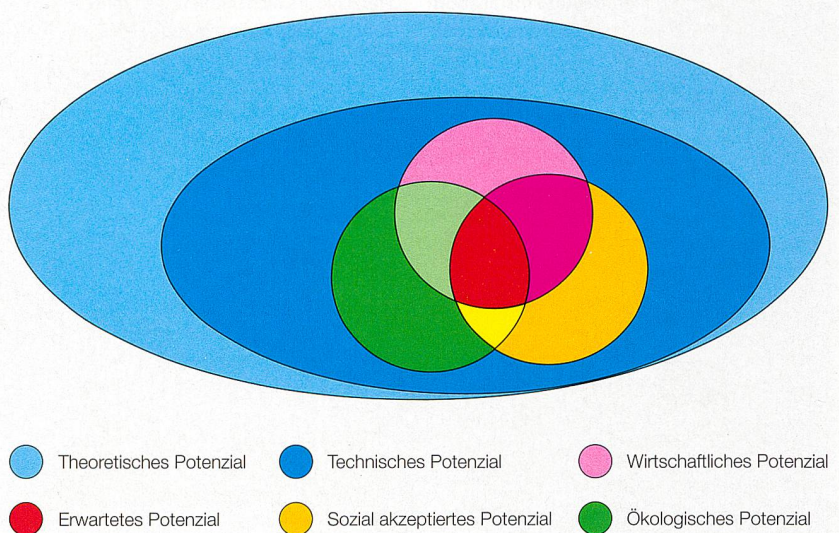 Theoretisches Potenzial
Technisches Potenzial
Wirtschaftliches Potenzial
Erwartetes Potenzial
Sozial akzeptiertes Potenzial
Ökologisches Potenzial